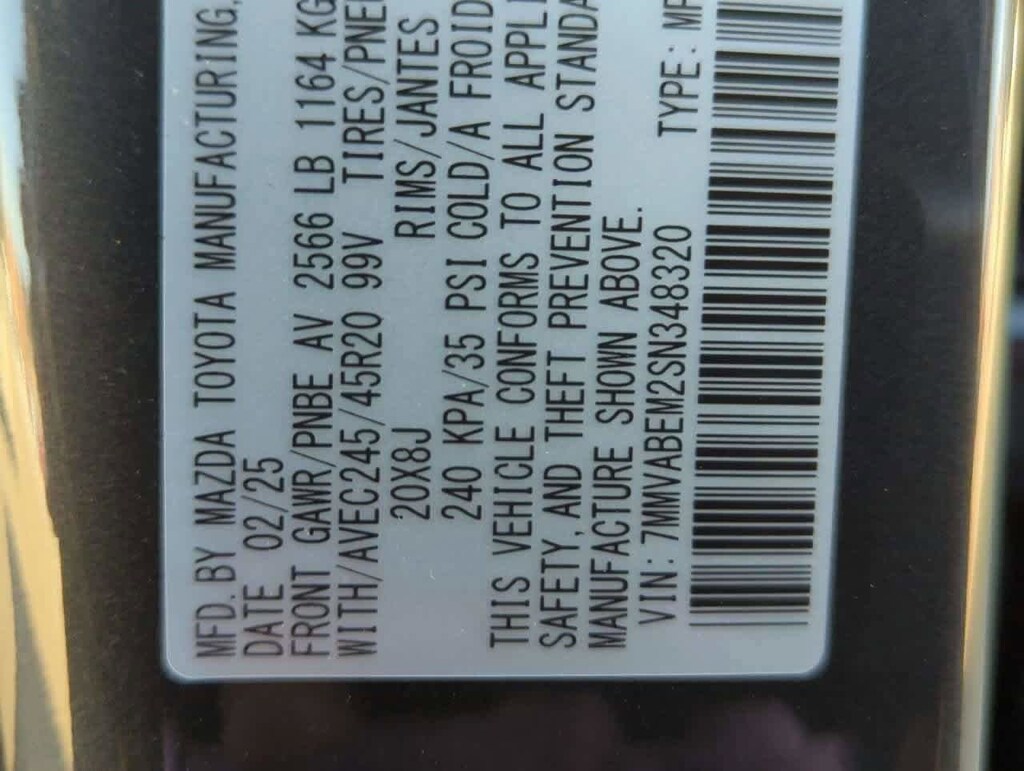 MFD.BY MAZDA TOYOTA MANUFACTURING,
DATE 02/25
FRONT GAWR/PNBE AV 2566 LB 1164 KG
WITH/AVEC245/45R20 99V TIRES/PNE
20X8J RIMS/JANTES
240 KPA/35 PSI COLD/A FROID
THIS VEHICLE CONFORMS TO ALL APPLI
SAFETY, AND THEFT PREVENTION STANDA
MANUFACTURE SHOWN ABOVE.
VIN: 7MMVABEM2SN348320 TYPE: MP